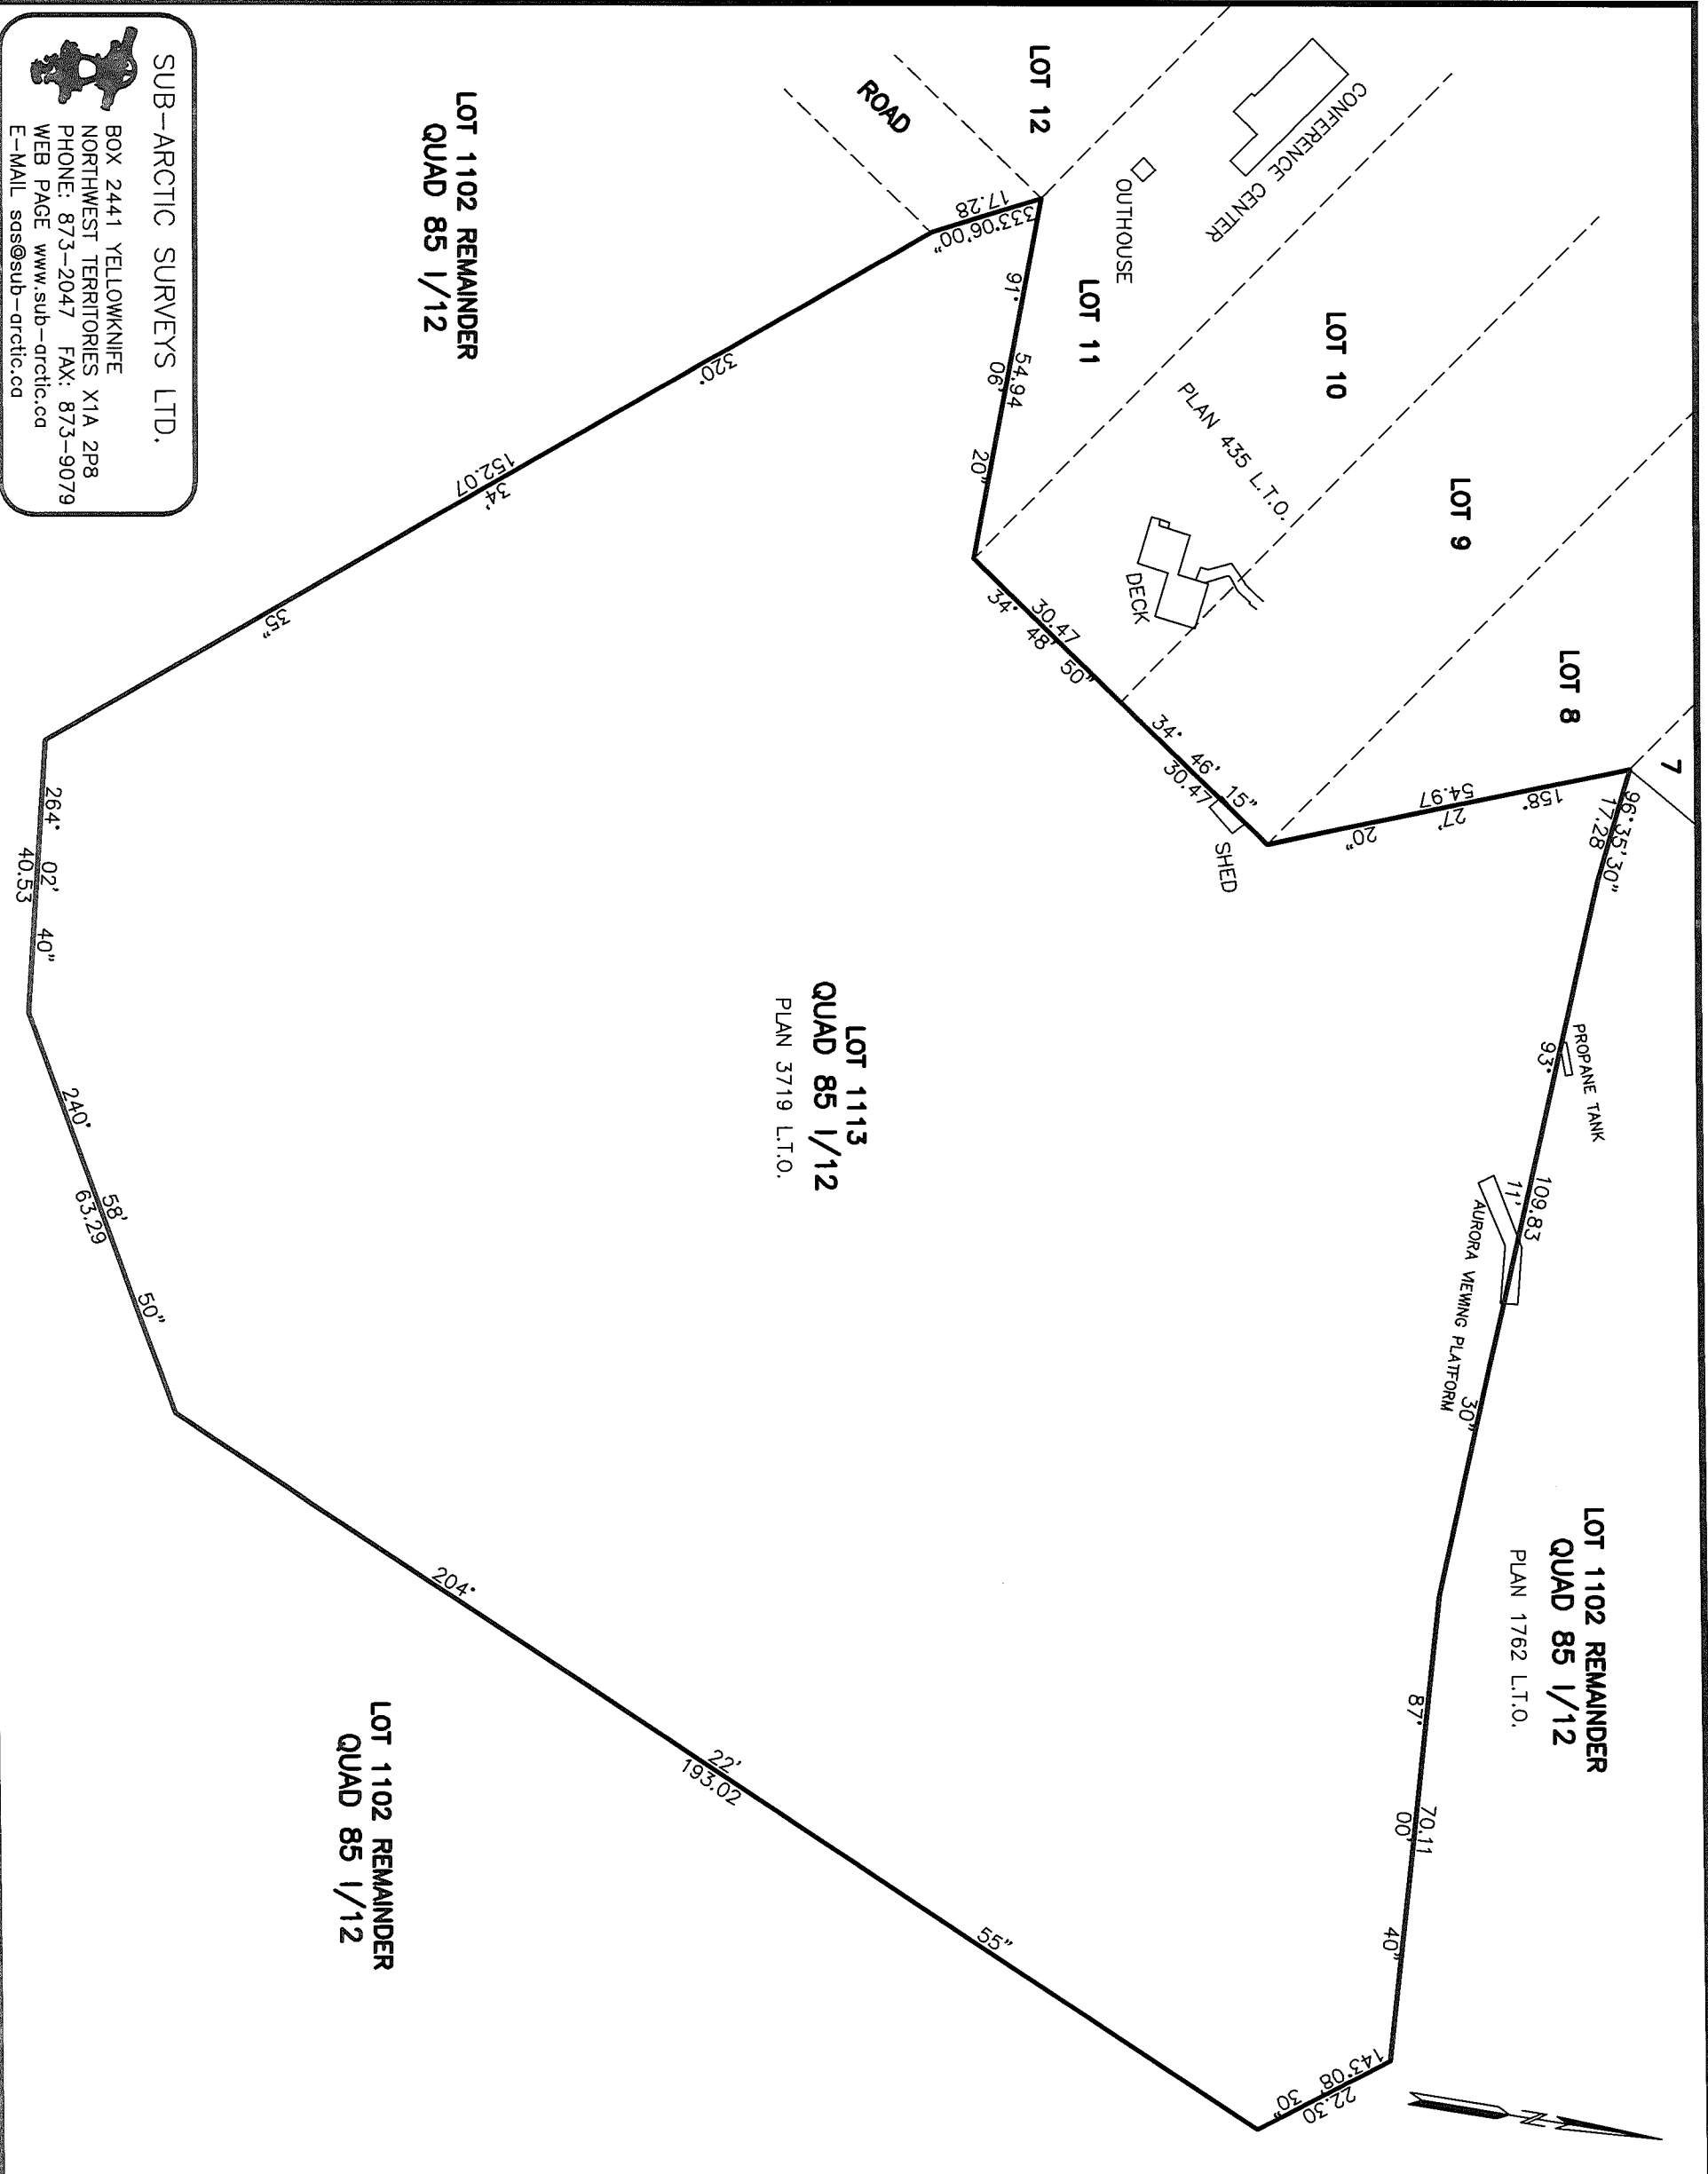 LOT 12
ROAD
CONFERENCE CENTER
OUTHOUSE
LOT 11
LOT 10
PLAN 435 L.T.O.
LOT 9
DECK
LOT 8
7
SHED
333°06'00"
17.28
91° 06' 20"
54.94
30.47
34° 48' 50"
34° 46' 15"
30.47
158° 27' 20"
54.97
96°35'30"
17.28
PROPANE TANK
93° 11' 30"
109.83
AURORA VIEWING PLATFORM
LOT 1102 REMAINDER
QUAD 85 I/12
PLAN 1762 L.T.O.
87° 00' 40"
70.11
143°08' 30"
22.30
N
204° 22' 55"
193.02
240° 58' 50"
63.29
264° 02' 40"
40.53
320° 34' 35"
152.07
LOT 1113
QUAD 85 I/12
PLAN 3719 L.T.O.
LOT 1102 REMAINDER
QUAD 85 I/12
LOT 1102 REMAINDER
QUAD 85 I/12
SUB-ARCTIC SURVEYS LTD.
BOX 2441 YELLOWKNIFE
NORTHWEST TERRITORIES X1A 2P8
PHONE: 873-2047 FAX: 873-9079
WEB PAGE www.sub-arctic.ca
E-MAIL sas@sub-arctic.ca